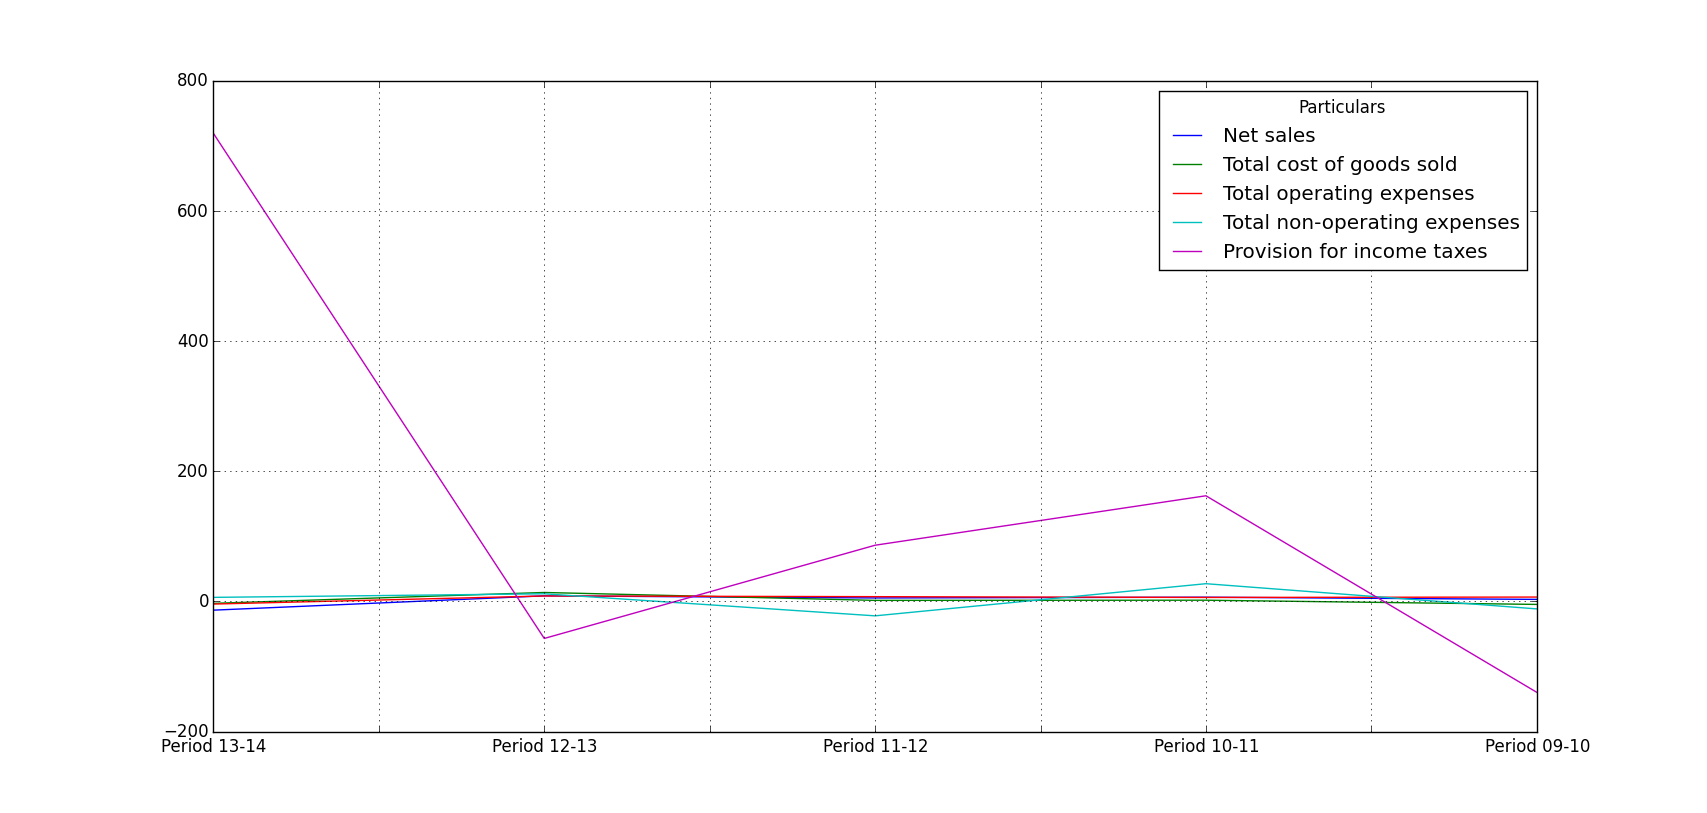 800
600
400
200
0
−200
Period 13-14
Period 12-13
Period 11-12
Period 10-11
Period 09-10
Particulars
Net sales
Total cost of goods sold
Total operating expenses
Total non-operating expenses
Provision for income taxes